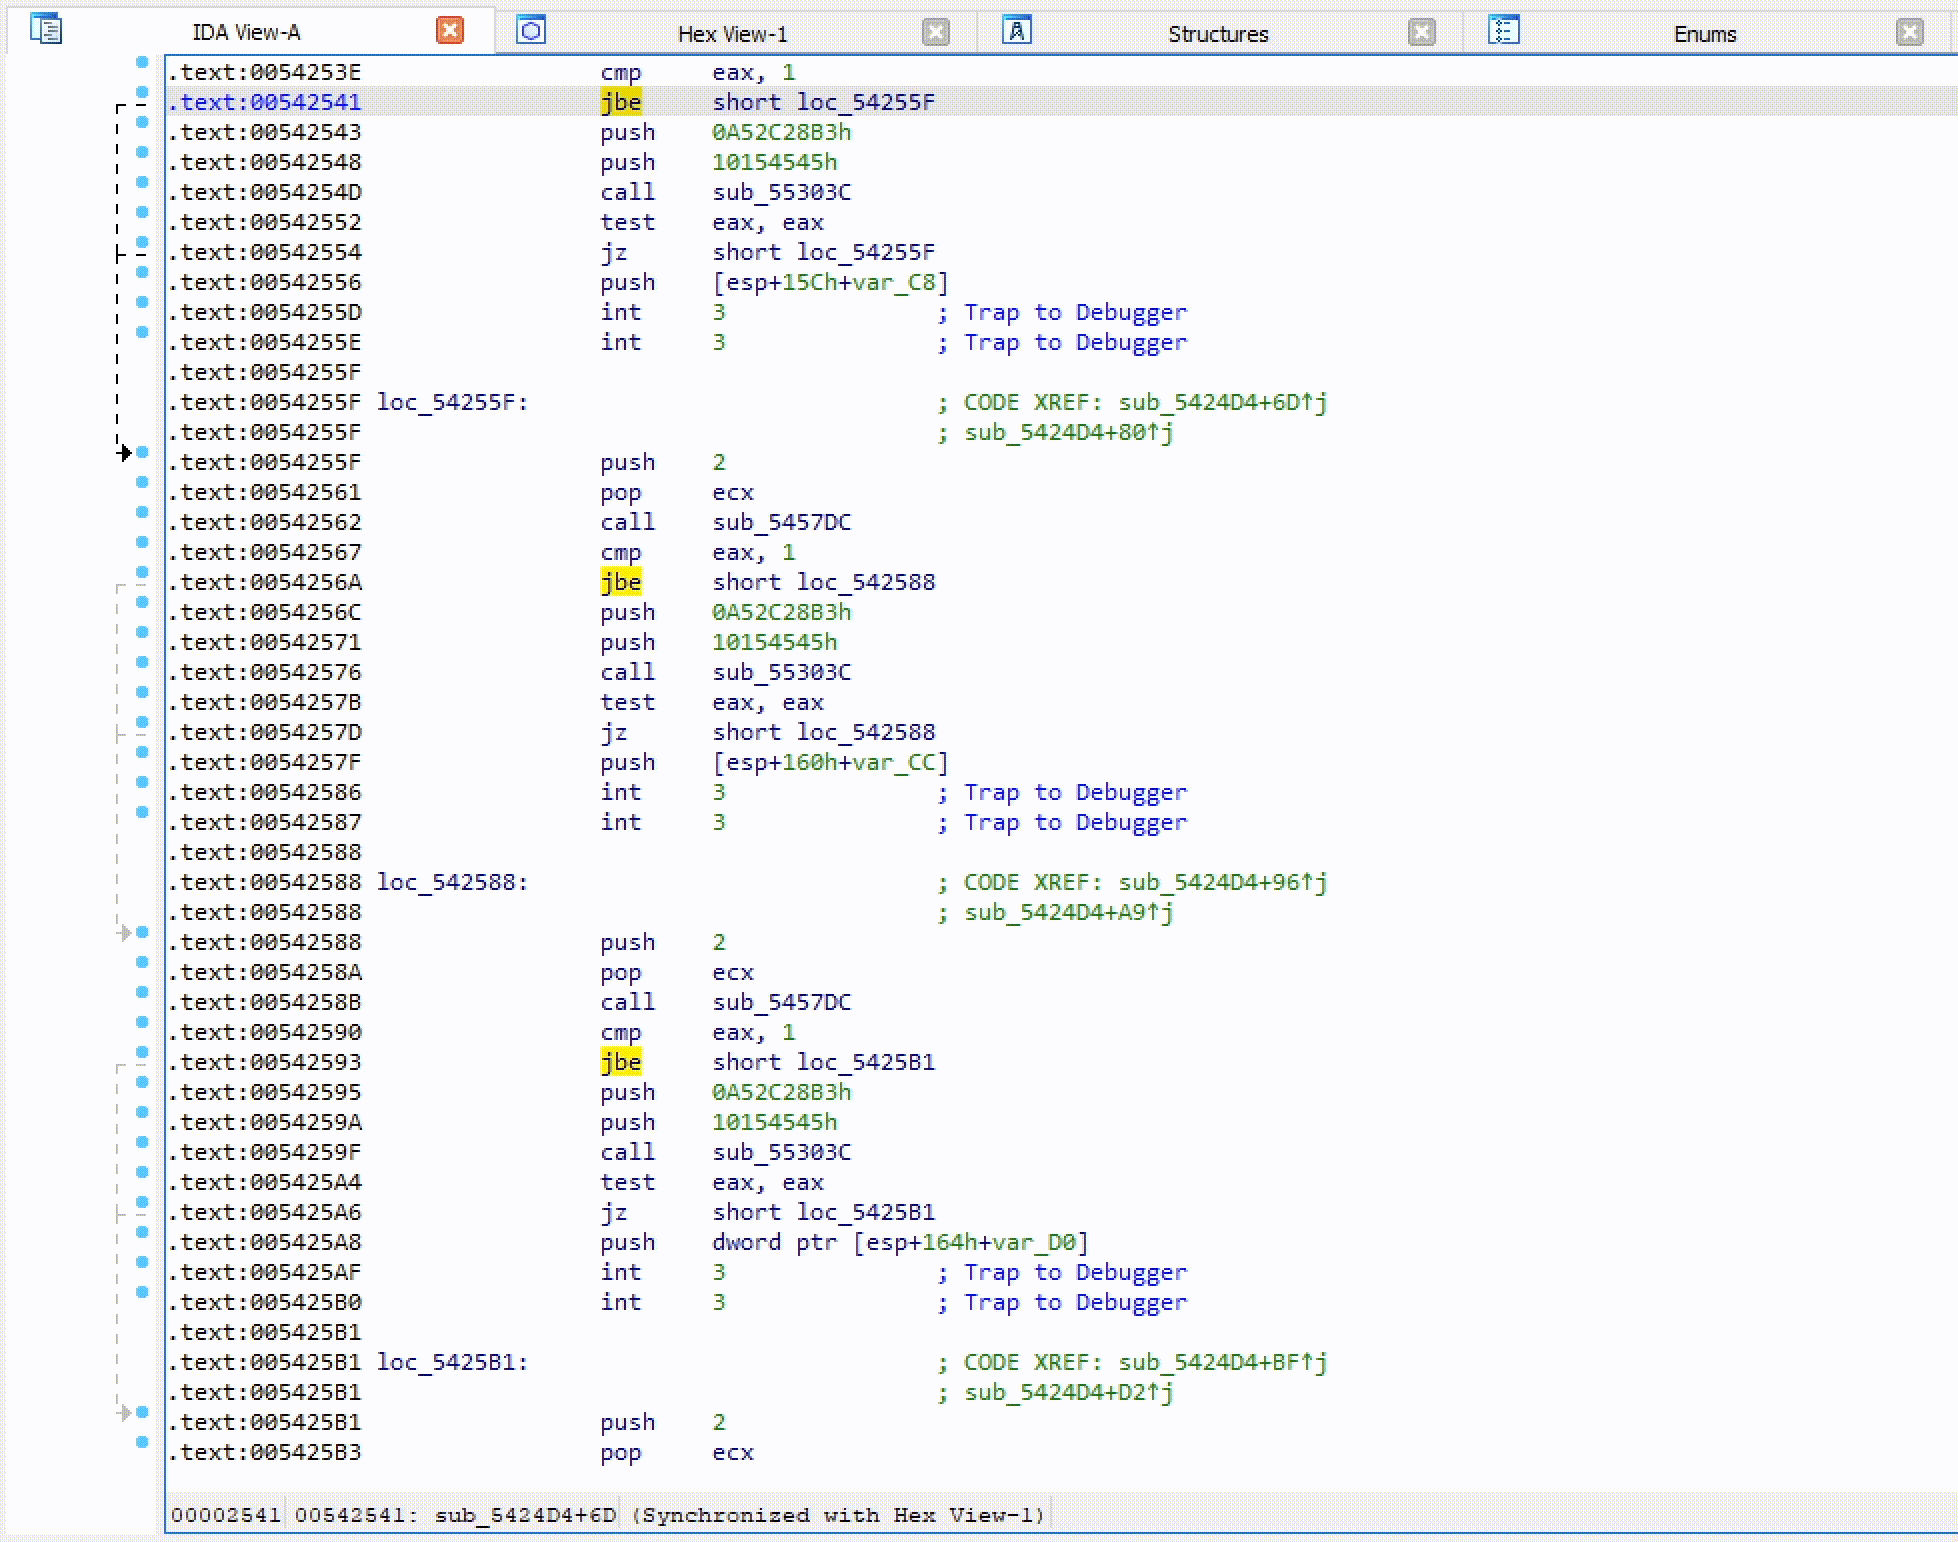 IDA View-A Hex View-1 Structures Enums
.text:0054253E cmp eax, 1
.text:00542541 jbe short loc_54255F
.text:00542543 push 0A52C28B3h
.text:00542548 push 10154545h
.text:0054254D call sub_55303C
.text:00542552 test eax, eax
.text:00542554 jz short loc_54255F
.text:00542556 push [esp+15Ch+var_C8]
.text:0054255D int 3 ; Trap to Debugger
.text:0054255E int 3 ; Trap to Debugger
.text:0054255F
.text:0054255F loc_54255F: ; CODE XREF: sub_5424D4+6D↑j
.text:0054255F ; sub_5424D4+80↑j
.text:0054255F push 2
.text:00542561 pop ecx
.text:00542562 call sub_5457DC
.text:00542567 cmp eax, 1
.text:0054256A jbe short loc_542588
.text:0054256C push 0A52C28B3h
.text:00542571 push 10154545h
.text:00542576 call sub_55303C
.text:0054257B test eax, eax
.text:0054257D jz short loc_542588
.text:0054257F push [esp+160h+var_CC]
.text:00542586 int 3 ; Trap to Debugger
.text:00542587 int 3 ; Trap to Debugger
.text:00542588
.text:00542588 loc_542588: ; CODE XREF: sub_5424D4+96↑j
.text:00542588 ; sub_5424D4+A9↑j
.text:00542588 push 2
.text:0054258A pop ecx
.text:0054258B call sub_5457DC
.text:00542590 cmp eax, 1
.text:00542593 jbe short loc_5425B1
.text:00542595 push 0A52C28B3h
.text:0054259A push 10154545h
.text:0054259F call sub_55303C
.text:005425A4 test eax, eax
.text:005425A6 jz short loc_5425B1
.text:005425A8 push dword ptr [esp+164h+var_D0]
.text:005425AF int 3 ; Trap to Debugger
.text:005425B0 int 3 ; Trap to Debugger
.text:005425B1
.text:005425B1 loc_5425B1: ; CODE XREF: sub_5424D4+BF↑j
.text:005425B1 ; sub_5424D4+D2↑j
.text:005425B1 push 2
.text:005425B3 pop ecx
00002541 00542541: sub_5424D4+6D (Synchronized with Hex View-1)